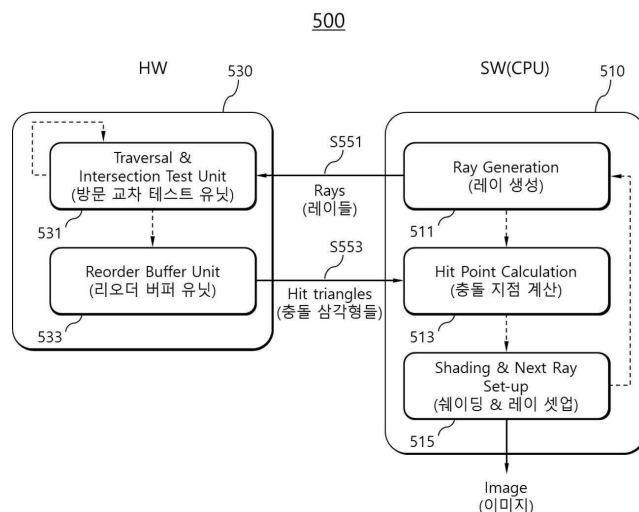 500
HW
SW(CPU)
530
510
Traversal &
Intersection Test Unit
(방문 교차 테스트 유닛)
531
S551
Rays
(레이들)
Ray Generation
(레이 생성)
511
Reorder Buffer Unit
(리오더 버퍼 유닛)
533
S553
Hit triangles
(충돌 삼각형들)
Hit Point Calculation
(충돌 지점 계산)
513
Shading & Next Ray
Set-up
(쉐이딩 & 레이 셋업)
515
Image
(이미지)